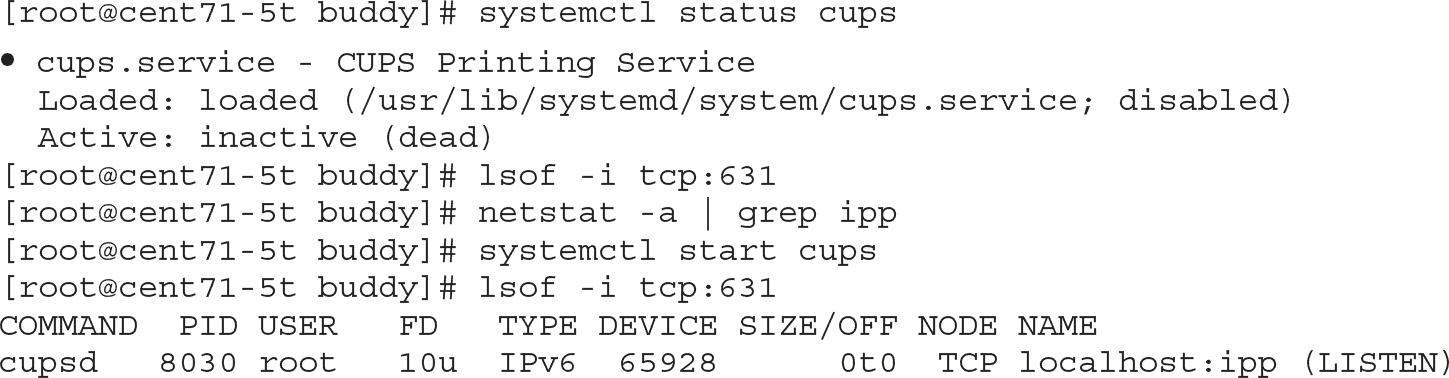 [root@cent71-5t buddy]# systemctl status cups
● cups.service - CUPS Printing Service
  Loaded: loaded (/usr/lib/systemd/system/cups.service; disabled)
  Active: inactive (dead)
[root@cent71-5t buddy]# lsof -i tcp:631
[root@cent71-5t buddy]# netstat -a | grep ipp
[root@cent71-5t buddy]# systemctl start cups
[root@cent71-5t buddy]# lsof -i tcp:631
COMMAND  PID USER   FD   TYPE DEVICE SIZE/OFF NODE NAME
cupsd   8030 root   10u  IPv6  65928      0t0  TCP localhost:ipp (LISTEN)